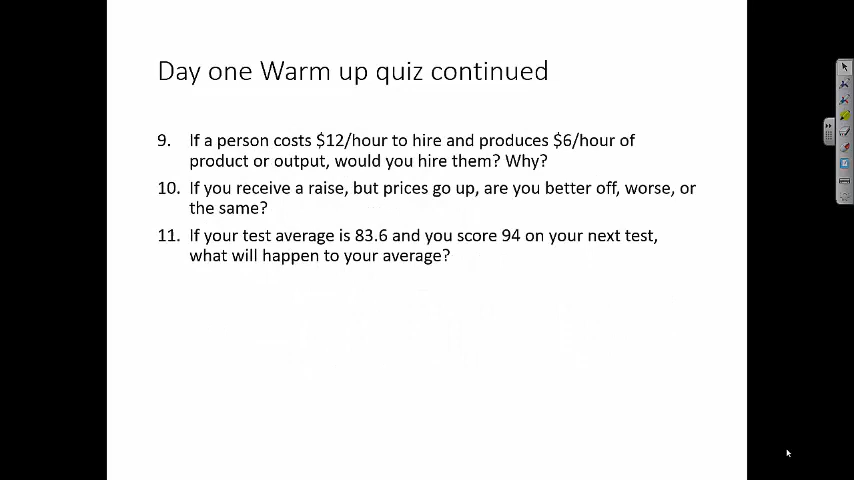 Day one Warm up quiz continued
9. If a person costs $12/hour to hire and produces $6/hour of
product or output, would you hire them? Why?
10. If you receive a raise, but prices go up, are you better off, worse, or
the same?
11. If your test average is 83.6 and you score 94 on your next test,
what will happen to your average?